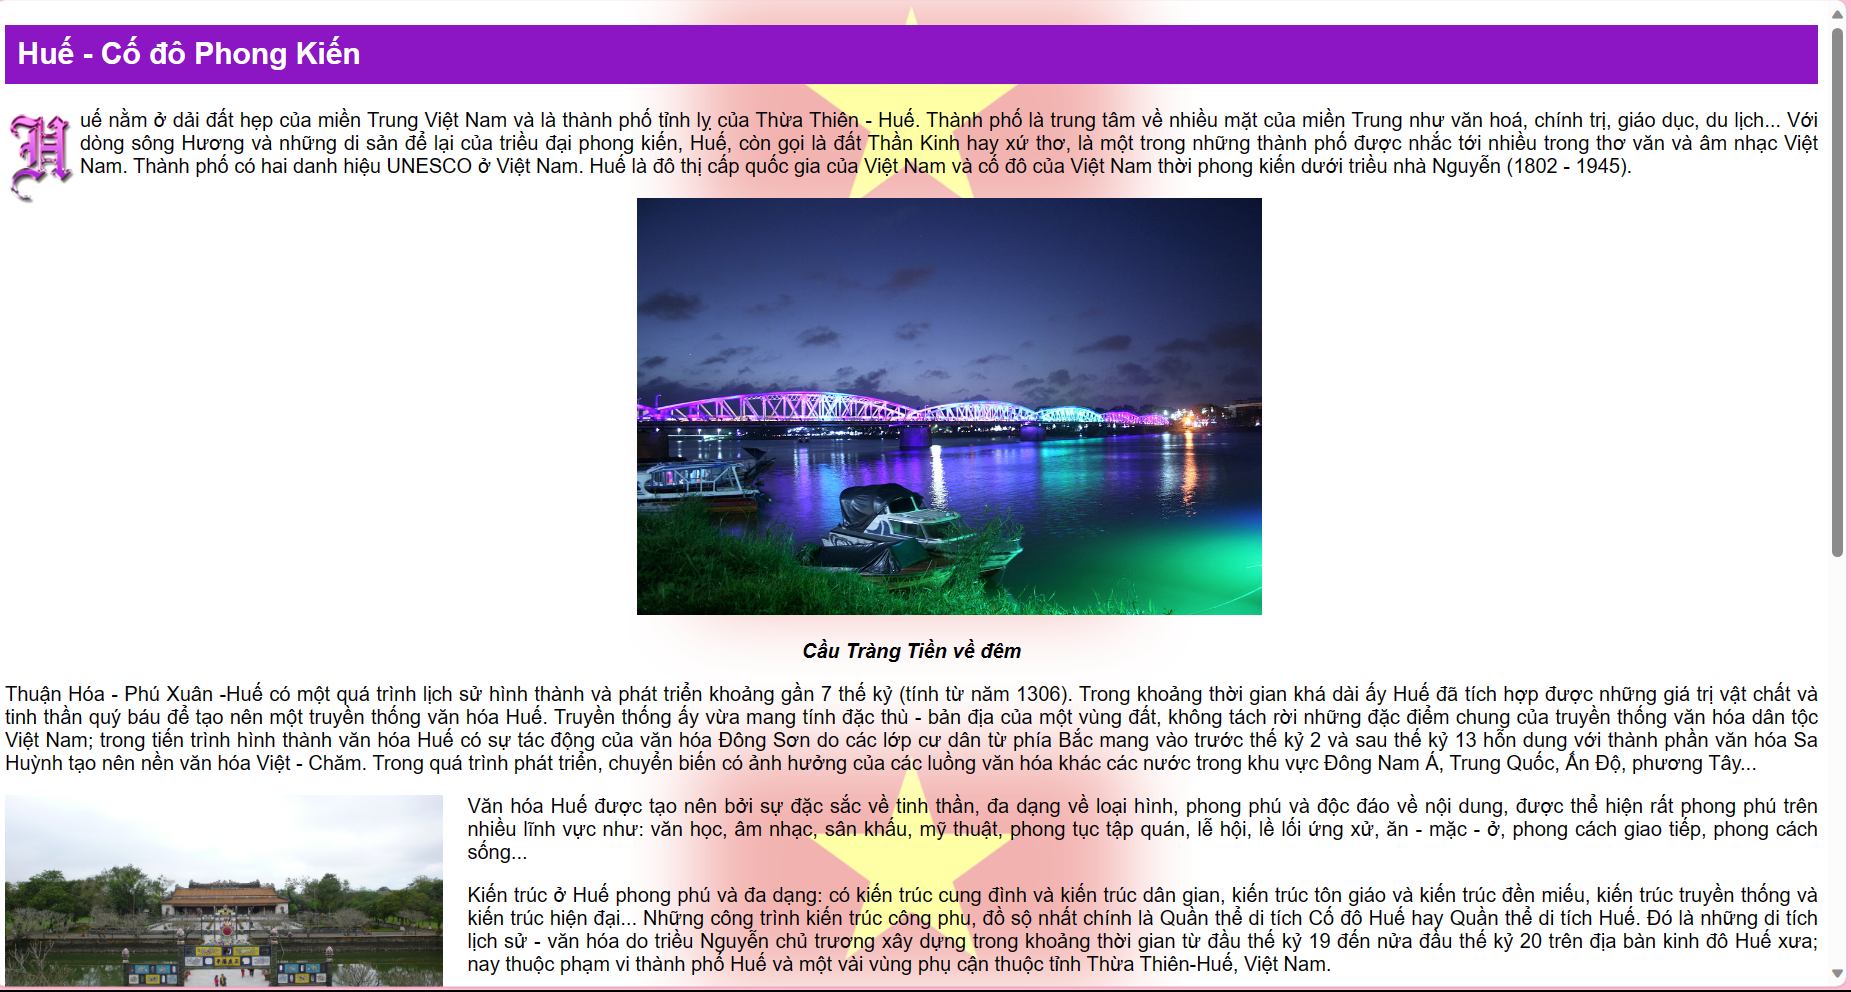 Huế - Cố đô Phong Kiến
Huế nằm ở dải đất hẹp của miền Trung Việt Nam và là thành phố tỉnh lỵ của Thừa Thiên - Huế. Thành phố là trung tâm về nhiều mặt của miền Trung như văn hoá, chính trị, giáo dục, du lịch... Với
dòng sông Hương và những di sản để lại của triều đại phong kiến, Huế, còn gọi là đất Thần Kinh hay xứ thơ, là một trong những thành phố được nhắc tới nhiều trong thơ văn và âm nhạc Việt
Nam. Thành phố có hai danh hiệu UNESCO ở Việt Nam. Huế là đô thị cấp quốc gia của Việt Nam và cố đô của Việt Nam thời phong kiến dưới triều nhà Nguyễn (1802 - 1945).
Cầu Tràng Tiền về đêm
Thuận Hóa - Phú Xuân -Huế có một quá trình lịch sử hình thành và phát triển khoảng gần 7 thế kỷ (tính từ năm 1306). Trong khoảng thời gian khá dài ấy Huế đã tích hợp được những giá trị vật chất và
tinh thần quý báu để tạo nên một truyền thống văn hóa Huế. Truyền thống ấy vừa mang tính đặc thù - bản địa của một vùng đất, không tách rời những đặc điểm chung của truyền thống văn hóa dân tộc
Việt Nam; trong tiến trình hình thành văn hóa Huế có sự tác động của văn hóa Đông Sơn do các lớp cư dân từ phía Bắc mang vào trước thế kỷ 2 và sau thế kỷ 13 hỗn dung với thành phần văn hóa Sa
Huỳnh tạo nên nền văn hóa Việt - Chăm. Trong quá trình phát triển, chuyển biến có ảnh hưởng của các luồng văn hóa khác các nước trong khu vực Đông Nam Á, Trung Quốc, Ấn Độ, phương Tây...
Văn hóa Huế được tạo nên bởi sự đặc sắc về tinh thần, đa dạng về loại hình, phong phú và độc đáo về nội dung, được thể hiện rất phong phú trên
nhiều lĩnh vực như: văn học, âm nhạc, sân khấu, mỹ thuật, phong tục tập quán, lễ hội, lề lối ứng xử, ăn - mặc - ở, phong cách giao tiếp, phong cách
sống...
Kiến trúc ở Huế phong phú và đa dạng: có kiến trúc cung đình và kiến trúc dân gian, kiến trúc tôn giáo và kiến trúc đền miếu, kiến trúc truyền thống và
kiến trúc hiện đại... Những công trình kiến trúc công phu, đồ sộ nhất chính là Quần thể di tích Cố đô Huế hay Quần thể di tích Huế. Đó là những di tích
lịch sử - văn hóa do triều Nguyễn chủ trương xây dựng trong khoảng thời gian từ đầu thế kỷ 19 đến nửa đầu thế kỷ 20 trên địa bàn kinh đô Huế xưa;
nay thuộc phạm vi thành phố Huế và một vài vùng phụ cận thuộc tỉnh Thừa Thiên-Huế, Việt Nam.